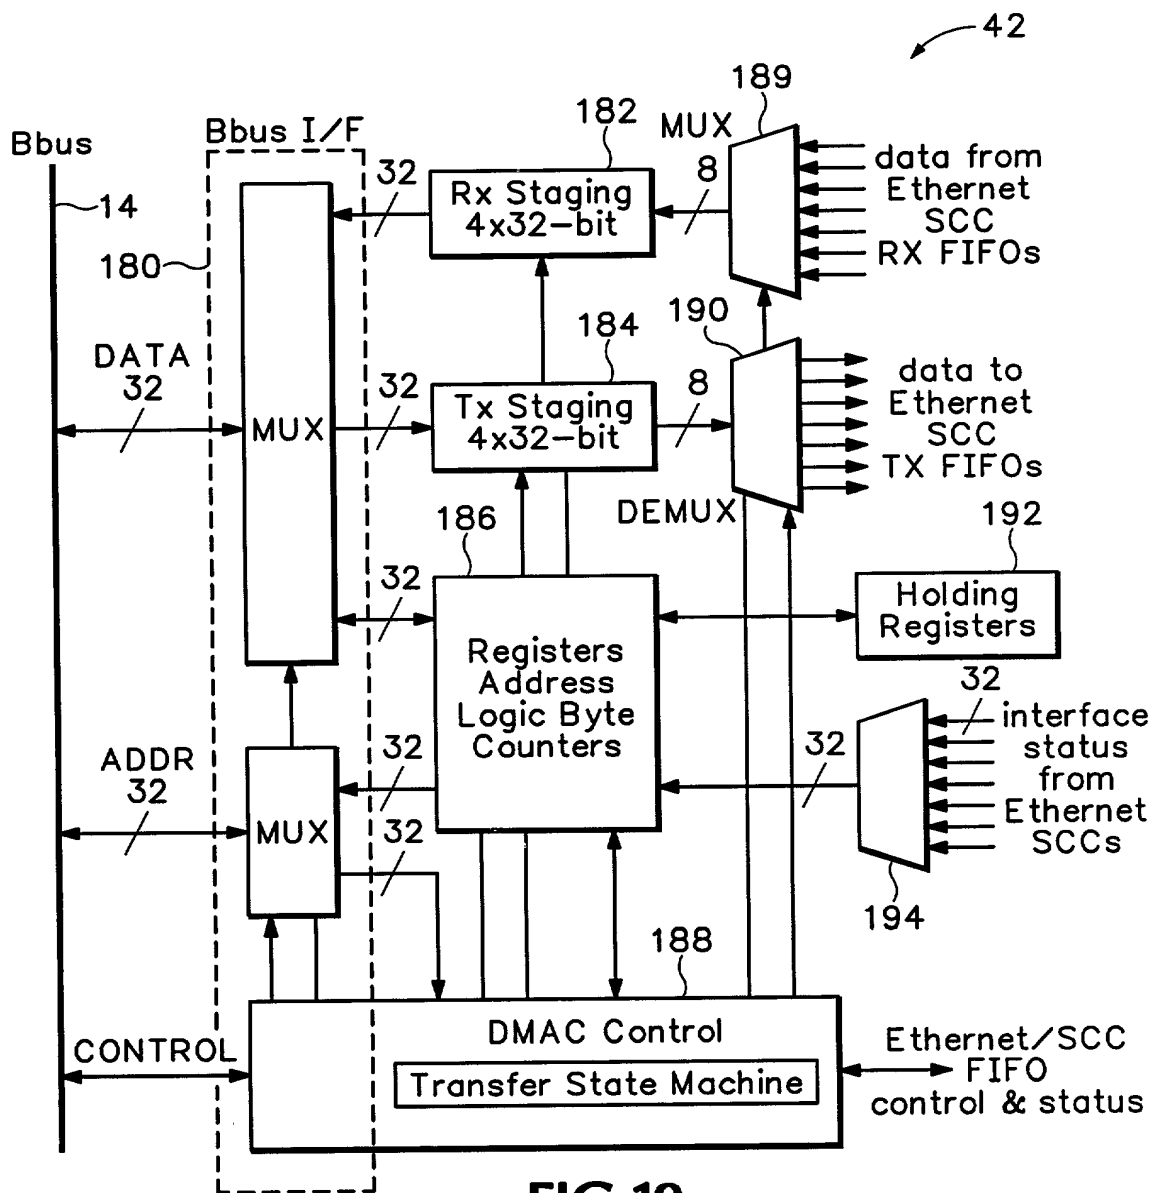 42
189
182
MUX
Bbus I/F
Bbus
32
Rx Staging
4x32-bit
8
data from
Ethernet
SCC
RX FIFOs
14
180
184
190
DATA
32
MUX
32
Tx Staging
4x32-bit
8
data to
Ethernet
SCC
TX FIFOs
DEMUX
186
192
32
Holding
Registers
Registers
Address
Logic Byte
Counters
32
interface
status
from
Ethernet
SCCs
32
ADDR
32
MUX
32
32
194
188
DMAC Control
CONTROL
Transfer State Machine
Ethernet/SCC
FIFO
control & status